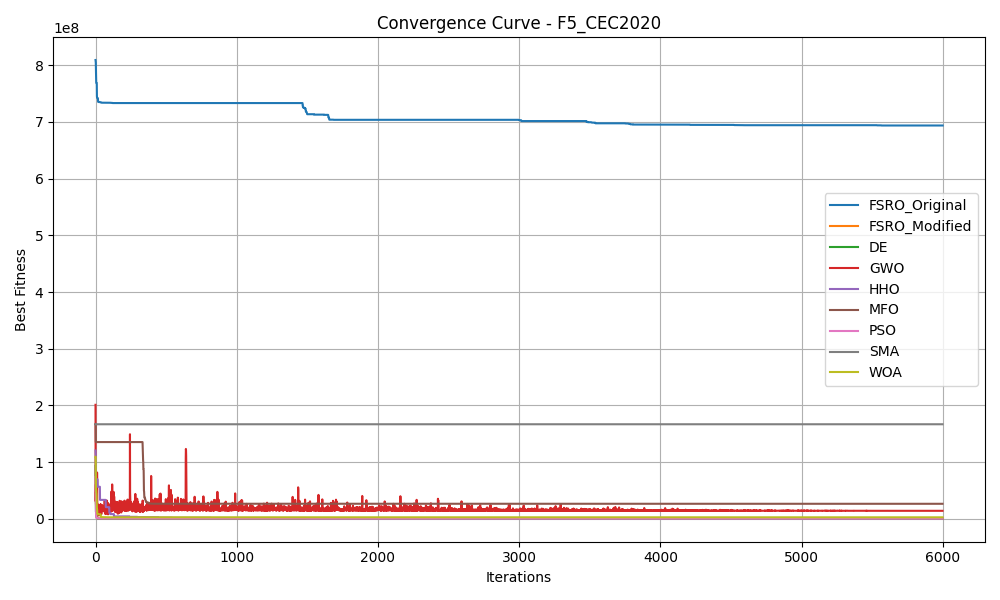 Convergence Curve - F5_CEC2020
1e8
8
7
6
5
4
3
2
1
0
Best Fitness
FSRO_Original
FSRO_Modified
DE
GWO
HHO
MFO
PSO
SMA
WOA
0 1000 2000 3000 4000 5000 6000
Iterations